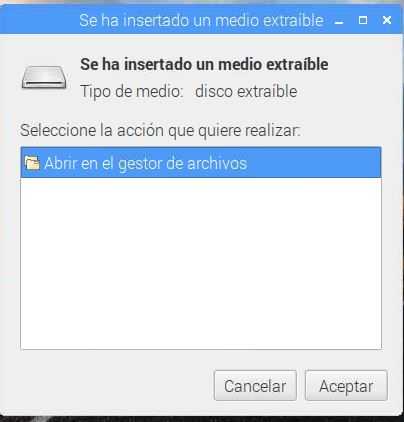 Se ha insertado un medio extraíble
Se ha insertado un medio extraíble
Tipo de medio: disco extraíble
Seleccione la acción que quiere realizar:
Abrir en el gestor de archivos
Cancelar Aceptar